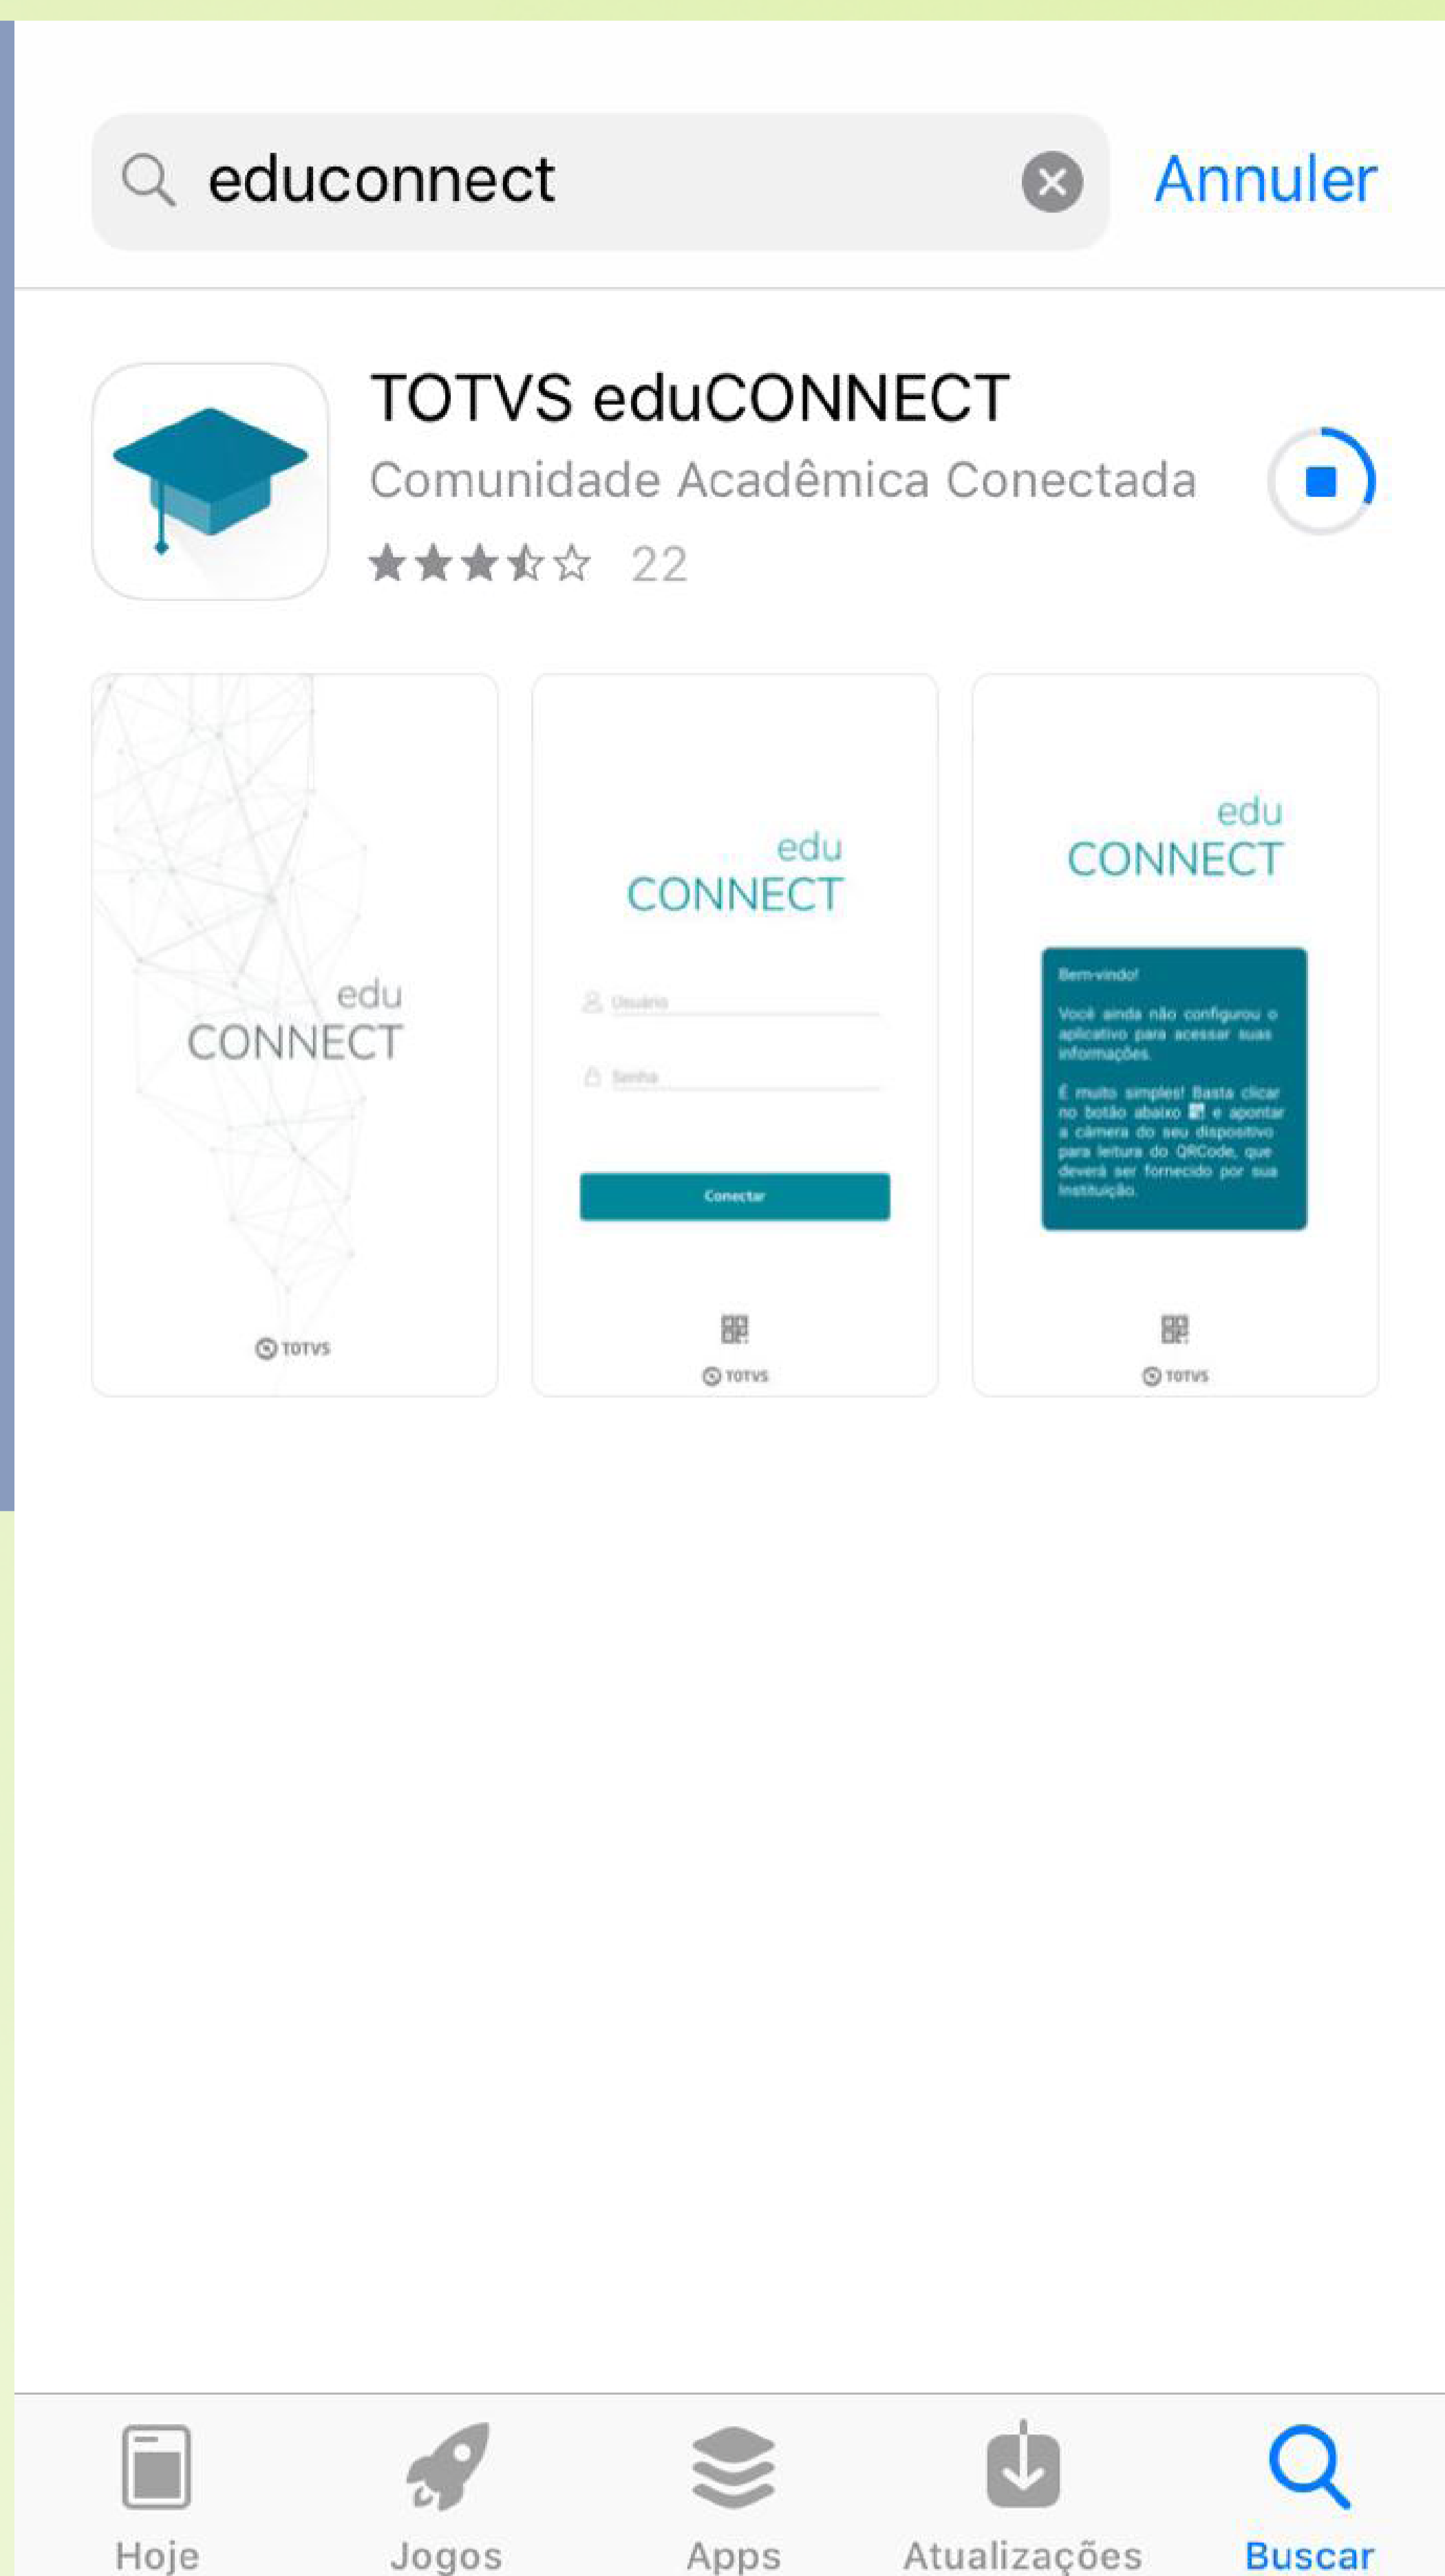 educonnect
Annuler
TOTVS eduCONNECT
Comunidade Acadêmica Conectada
22
edu
CONNECT
TOTVS
edu
CONNECT
Usuário
Senha
Conectar
TOTVS
edu
CONNECT
Bem-vindo!
Você ainda não configurou o
aplicativo para acessar suas
informações.
É muito simples! Basta clicar
no botão abaixo e apontar
a câmera do seu dispositivo
para leitura do QRCode, que
deverá ser fornecido por sua
Instituição.
TOTVS
Hoje
Jogos
Apps
Atualizações
Buscar